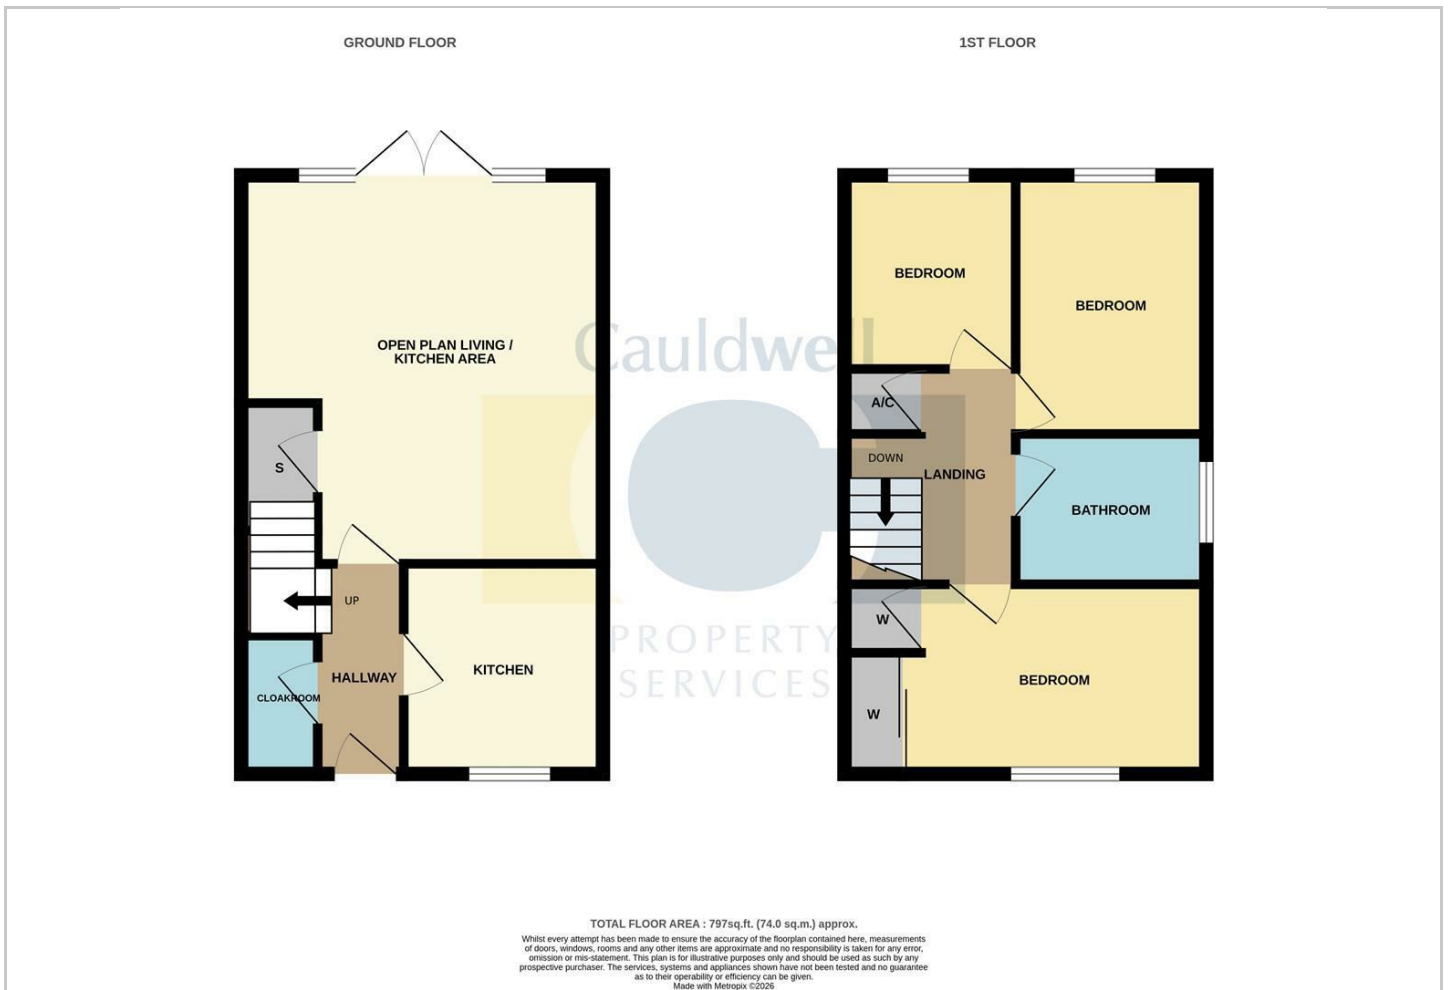 GROUND FLOOR
1ST FLOOR
OPEN PLAN LIVING /
KITCHEN AREA
S
UP
HALLWAY
KITCHEN
CLOAKROOM
BEDROOM
BEDROOM
A/C
DOWN
LANDING
BATHROOM
W
BEDROOM
W
Cauldwell
PROPERTY
SERVICES
TOTAL FLOOR AREA : 797sq.ft. (74.0 sq.m.) approx.
Whilst every attempt has been made to ensure the accuracy of the floorplan contained here, measurements
of doors, windows, rooms and any other items are approximate and no responsibility is taken for any error,
omission or mis-statement. This plan is for illustrative purposes only and should be used as such by any
prospective purchaser. The services, systems and appliances shown have not been tested and no guarantee
as to their operability or efficiency can be given.
Made with Metropix ©2026